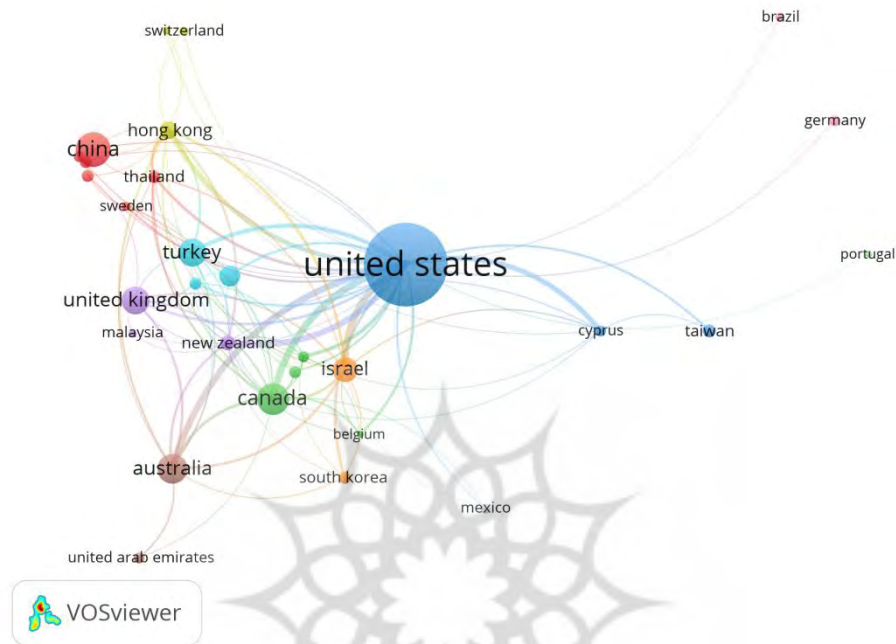 brazil
switzerland
germany
hong kong
china
thailand
sweden
turkey
portugal
united states
united kingdom
malaysia
new zealand
cyprus
taiwan
israel
canada
belgium
australia
south korea
mexico
united arab emirates
VOSviewer